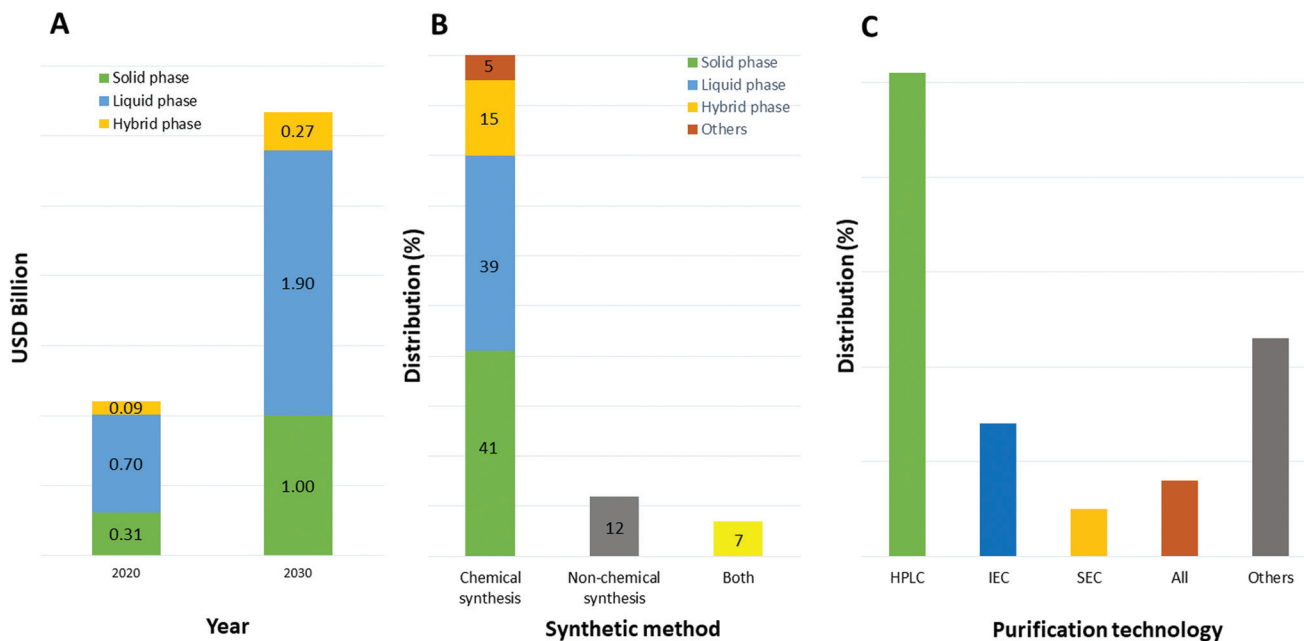 A
Solid phase
Liquid phase
Hybrid phase
USD Billion
0.09
0.70
0.31
0.27
1.90
1.00
2020
2030
Year
B
Solid phase
Liquid phase
Hybrid phase
Others
Distribution (%)
5
15
39
41
12
7
Chemical
synthesis
Non-chemical
synthesis
Both
Synthetic method
C
Distribution (%)
HPLC
IEC
SEC
All
Others
Purification technology